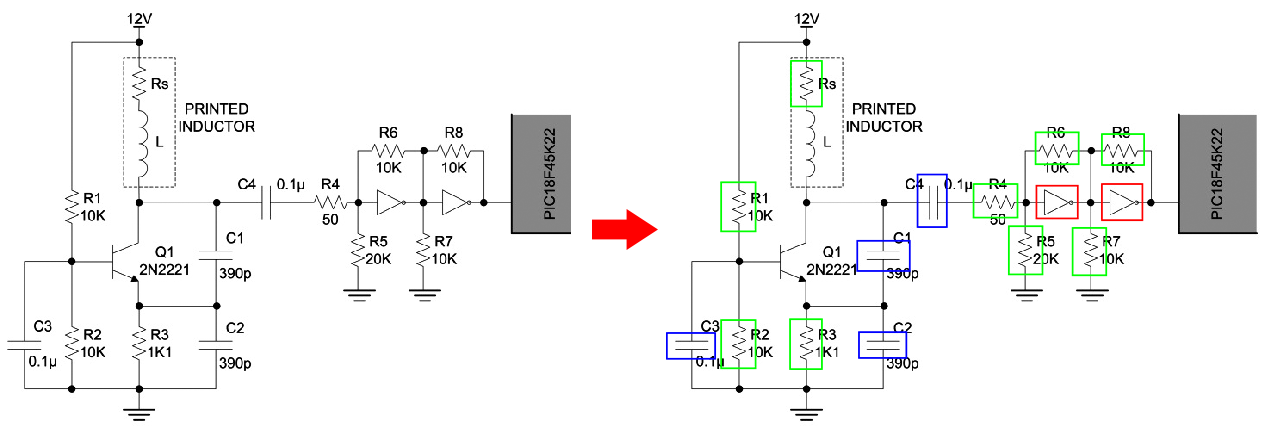 12V
Rs
PRINTED
INDUCTOR
L
R6
10K
R8
10K
PIC18F45K22
C4
0.1µ
R4
50
R1
10K
R5
20K
R7
10K
Q1
2N2221
C1
390p
C3
0.1µ
R2
10K
R3
1K1
C2
390p
12V
Rs
PRINTED
INDUCTOR
L
R6
10K
R8
10K
PIC18F45K22
C4
0.1µ
R4
50
R1
10K
R5
20K
R7
10K
Q1
2N2221
C1
390p
C3
0.1µ
R2
10K
R3
1K1
C2
390p